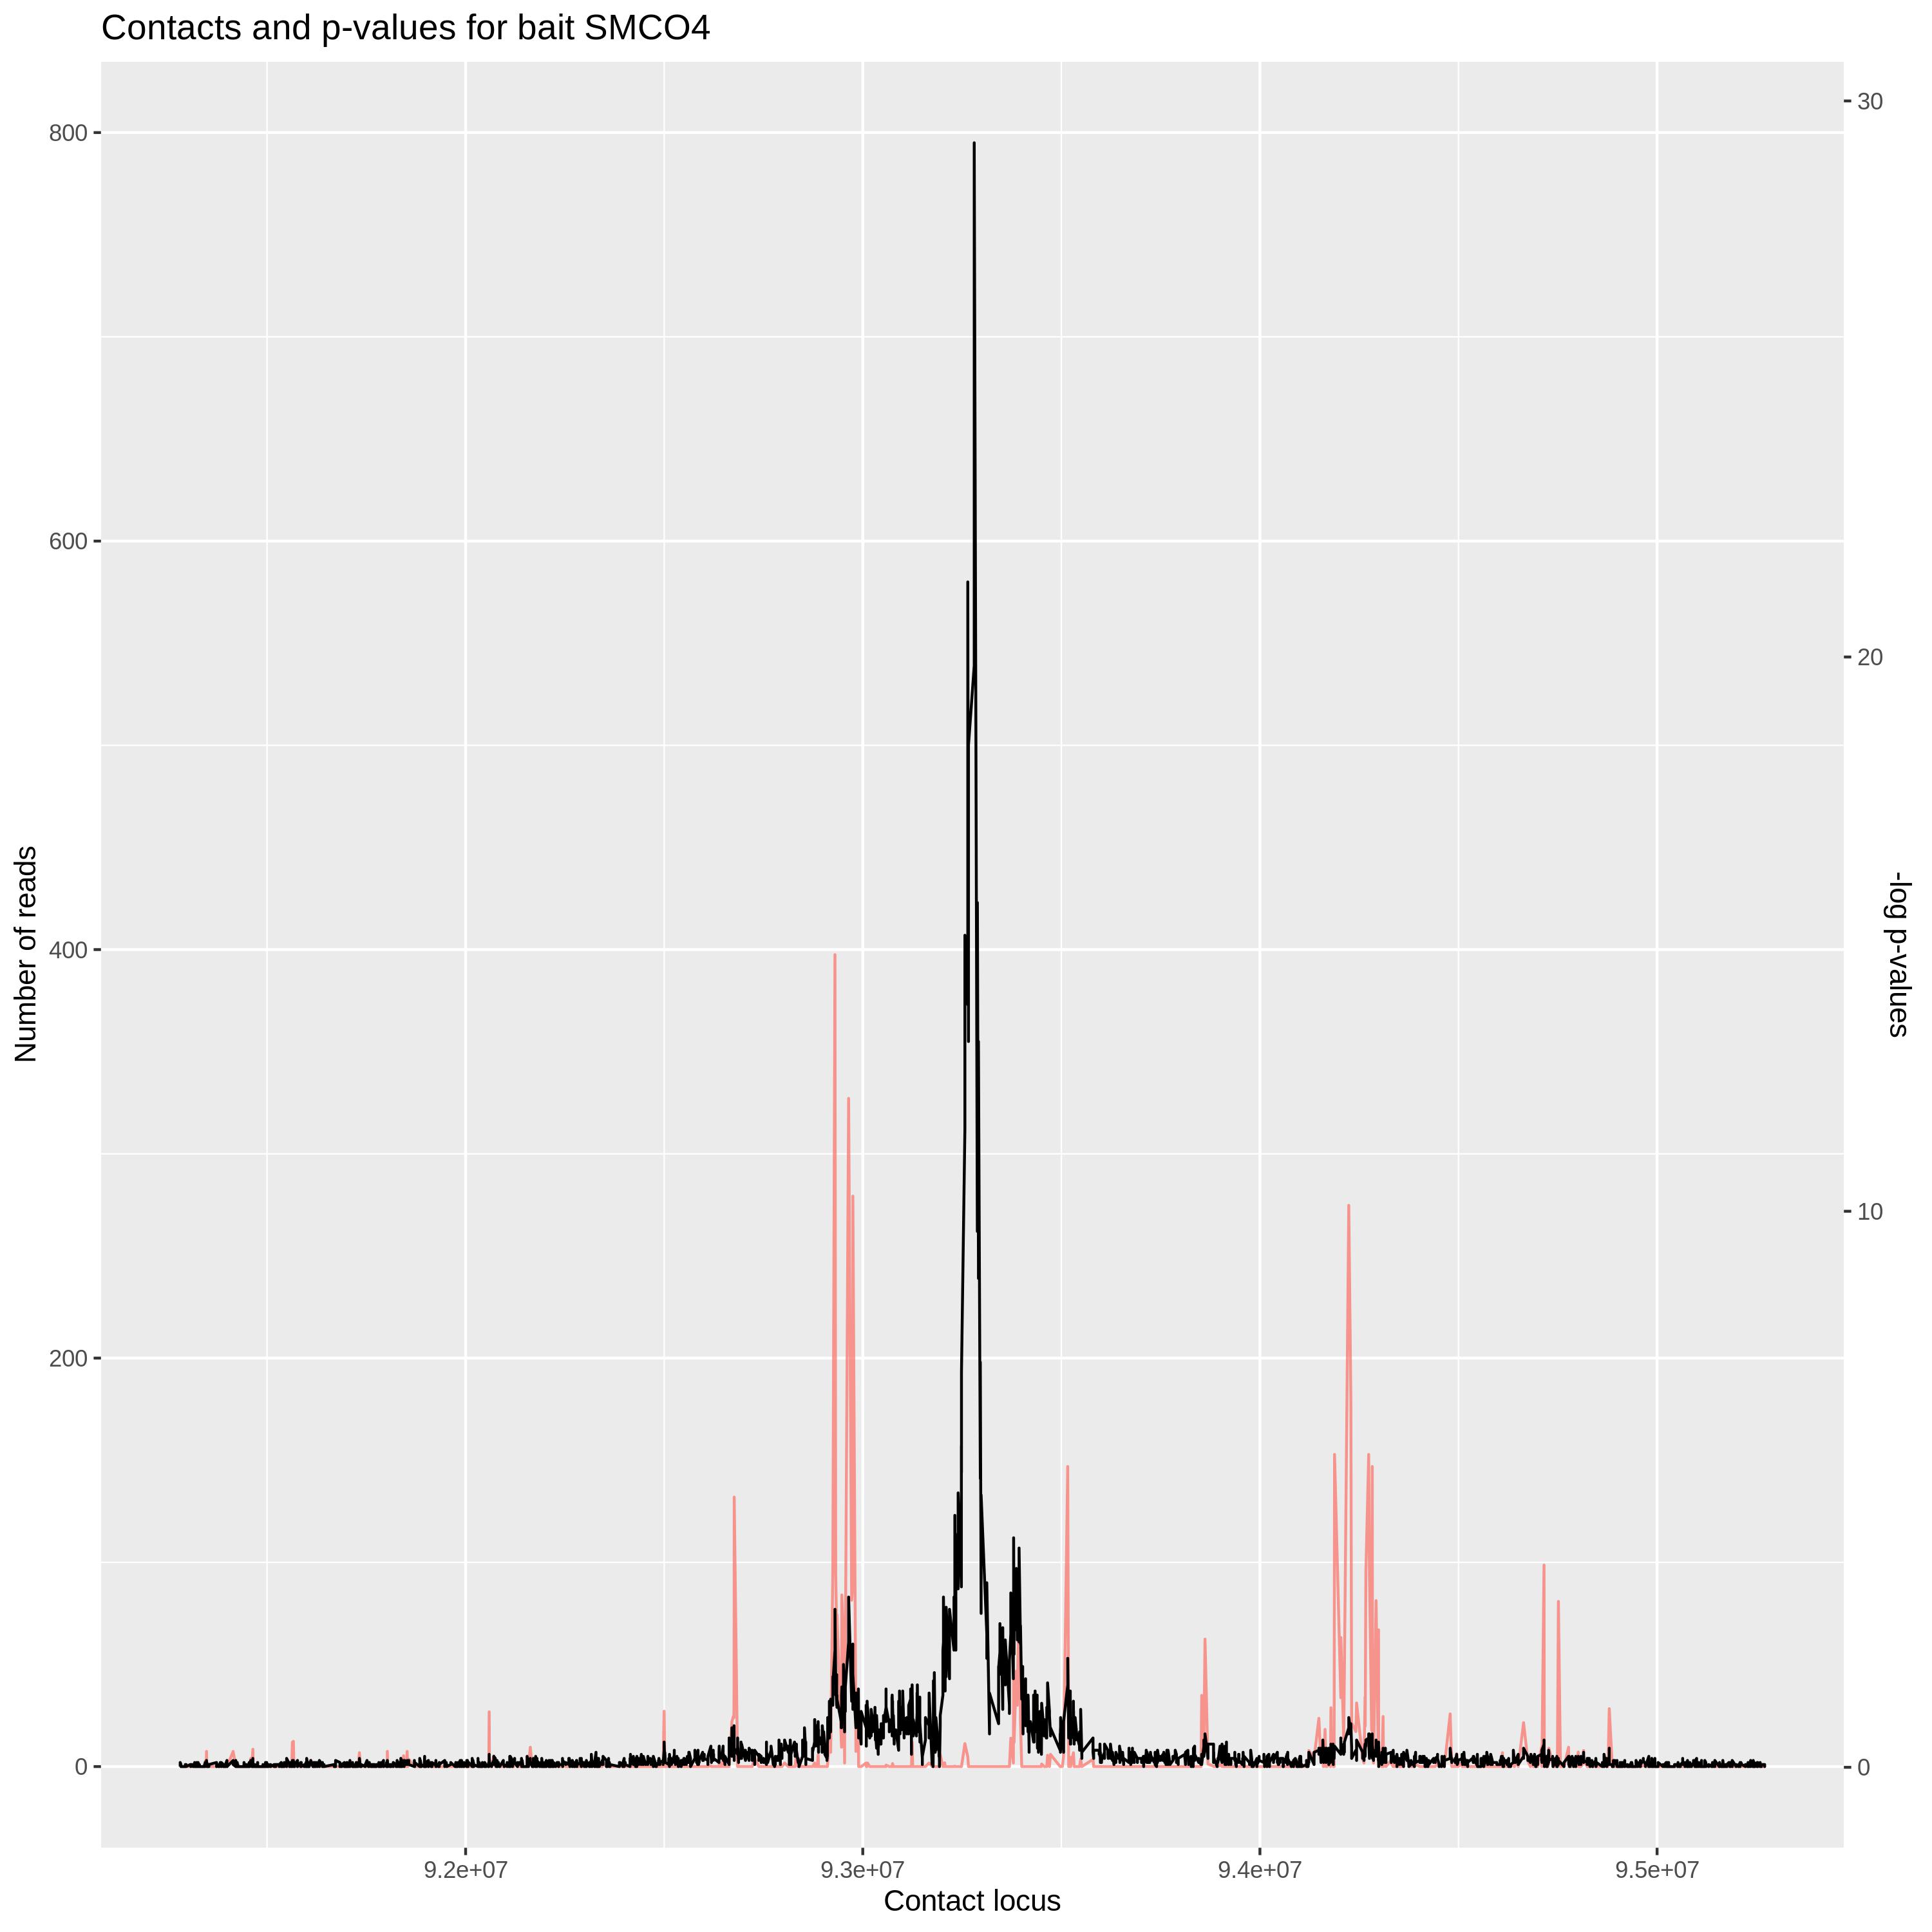 Contacts and p-values for bait SMCO4
800
600
400
200
0
Number of reads
30
20
10
0
-log p-values
9.2e+07
9.3e+07
9.4e+07
9.5e+07
Contact locus